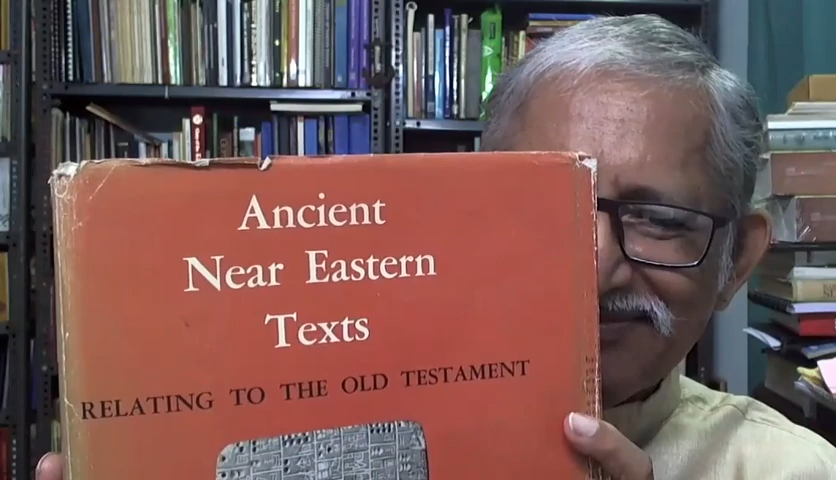 Ancient
Near Eastern
Texts
RELATING TO THE OLD TESTAMENT